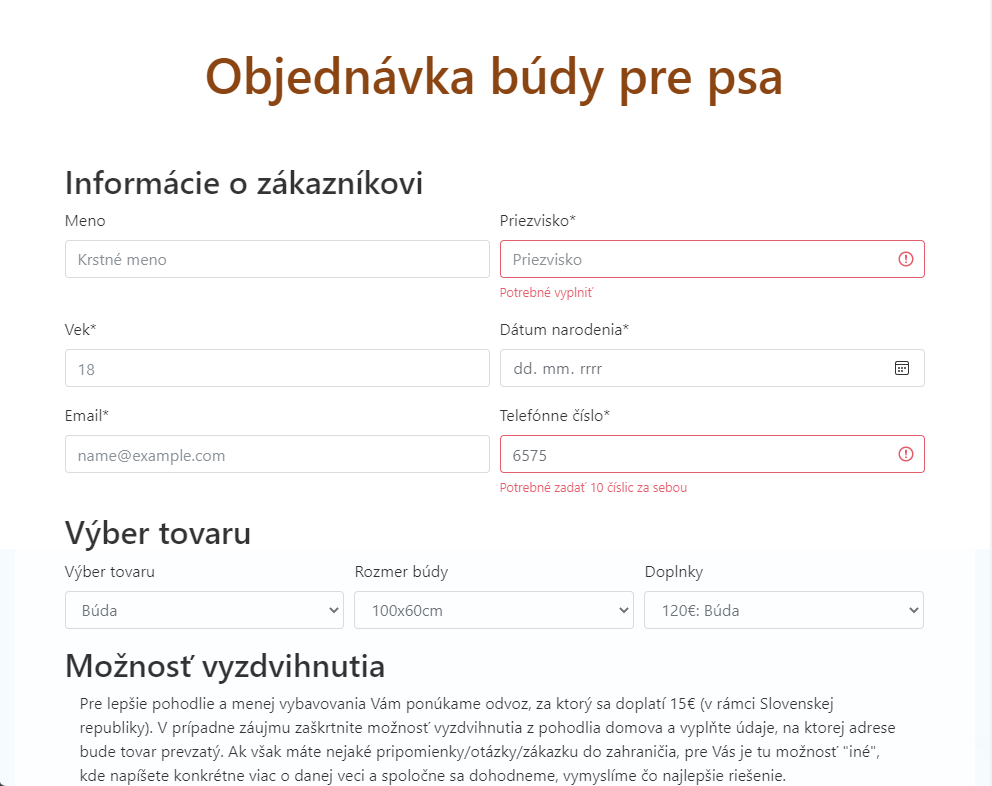 Objednávka búdy pre psa
Informácie o zákazníkovi
Meno
Priezvisko*
Krstné meno
Priezvisko
Potrebné vyplniť
Vek*
Dátum narodenia*
18
dd. mm. rrrr
Email*
Telefónne číslo*
name@example.com
6575
Potrebné zadať 10 číslic za sebou
Výber tovaru
Výber tovaru
Rozmer búdy
Doplnky
Búda
100x60cm
120€: Búda
Možnosť vyzdvihnutia
Pre lepšie pohodlie a menej vybavovania Vám ponúkame odvoz, za ktorý sa doplatí 15€ (v rámci Slovenskej
republiky). V prípadne záujmu zaškrtnite možnosť vyzdvihnutia z pohodlia domova a vyplňte údaje, na ktorej adrese
bude tovar prevzatý. Ak však máte nejaké pripomienky/otázky/zákazku do zahraničia, pre Vás je tu možnosť "iné",
kde napíšete konkrétne viac o danej veci a spoločne sa dohodneme, vymyslíme čo najlepšie riešenie.